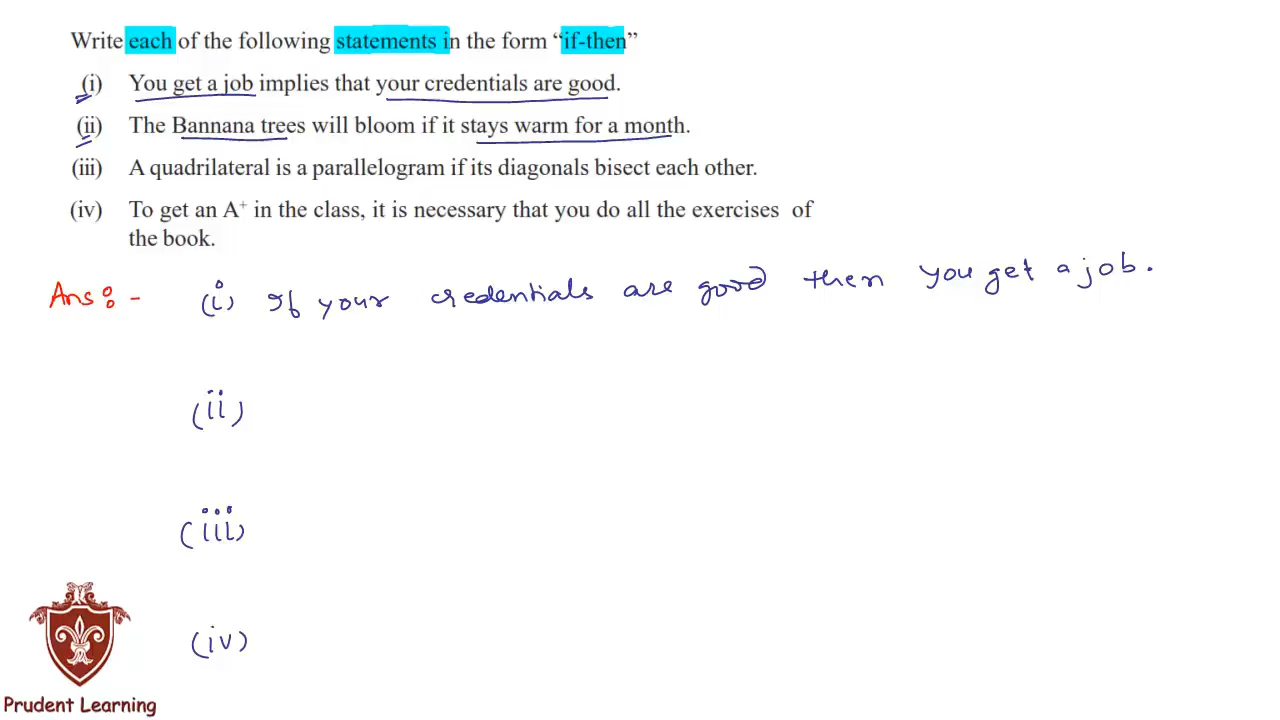 Write each of the following statements in the form “if-then”
(i) You get a job implies that your credentials are good.
(ii) The Bannana trees will bloom if it stays warm for a month.
(iii) A quadrilateral is a parallelogram if its diagonals bisect each other.
(iv) To get an A+ in the class, it is necessary that you do all the exercises of
the book.
Ans:- (i) If your credentials are good then you get a job.
(ii)
(iii)
(iv)
Prudent Learning